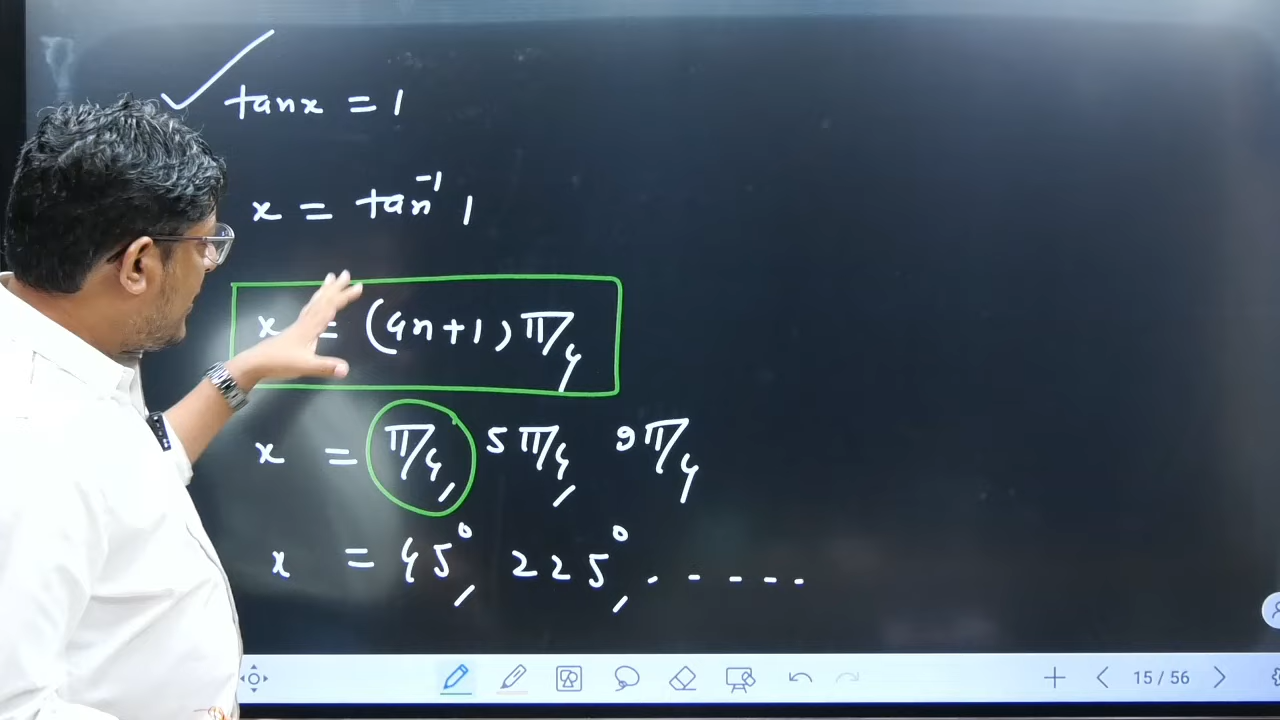 tanx = 1
x = tan⁻¹ 1
x = (4n+1) π/4
x = π/4, 5π/4, 9π/4
x = 45°, 225°, . - - - -
15 / 56